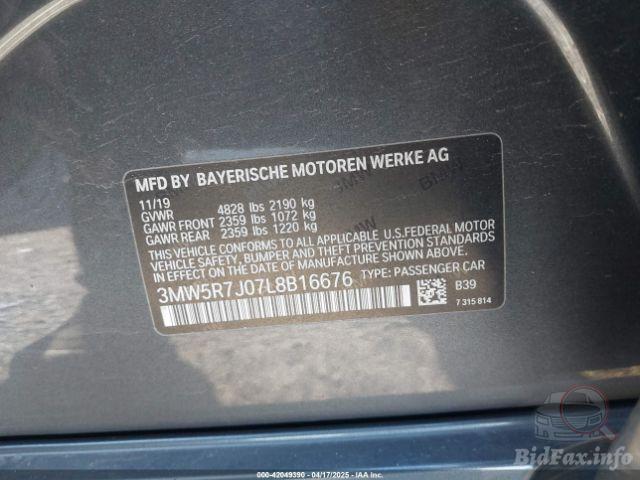 MFD BY BAYERISCHE MOTOREN WERKE AG
11/19
GVWR 4828 lbs 2190 kg
GAWR FRONT 2359 lbs 1072 kg
GAWR REAR 2359 lbs 1220 kg
THIS VEHICLE CONFORMS TO ALL APPLICABLE U.S.FEDERAL MOTOR
VEHICLE SAFETY, BUMPER, AND THEFT PREVENTION STANDARDS
IN EFFECT ON THE DATE OF MANUFACTURE SHOWN ABOVE.
3MW5R7J07L8B16676 TYPE: PASSENGER CAR
B39
7 315 814
BidFax.info
000-42049390 - 04/17/2025 - IAA Inc.